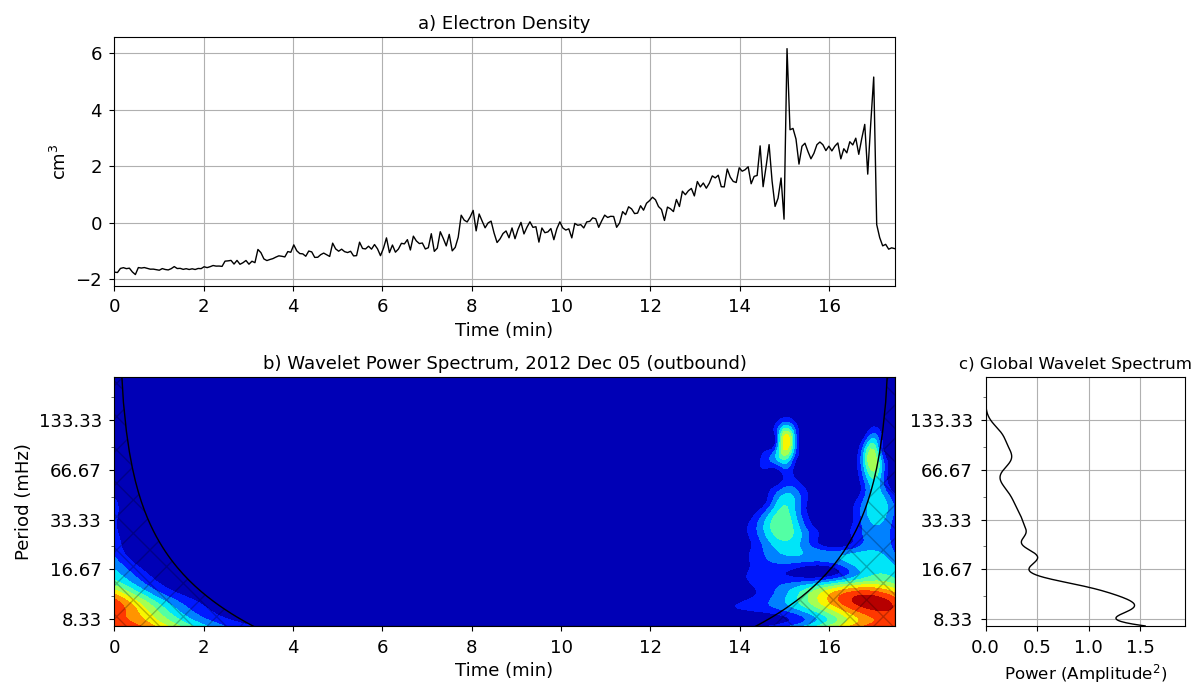 a) Electron Density
cm³
6
4
2
0
−2
0 2 4 6 8 10 12 14 16
Time (min)
b) Wavelet Power Spectrum, 2012 Dec 05 (outbound)
Period (mHz)
133.33
66.67
33.33
16.67
8.33
0 2 4 6 8 10 12 14 16
Time (min)
c) Global Wavelet Spectrum
133.33
66.67
33.33
16.67
8.33
0.0 0.5 1.0 1.5
Power (Amplitude²)